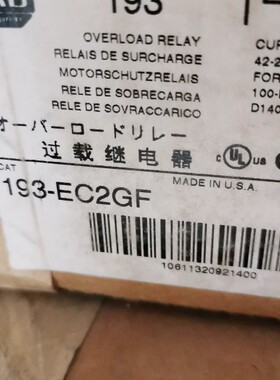 193
OVERLOAD RELAY
RELAIS DE SURCHARGE
MOTORSCHUTZRELAIS
RELE DE SOBRECARGA
RELE DE SOVRACCARICO
オーバーロードリレー
过载继电器
CUR
42-2
FOR
100-
D140
c UL US
CAT
193-EC2GF
MADE IN U.S.A.
10611320921400